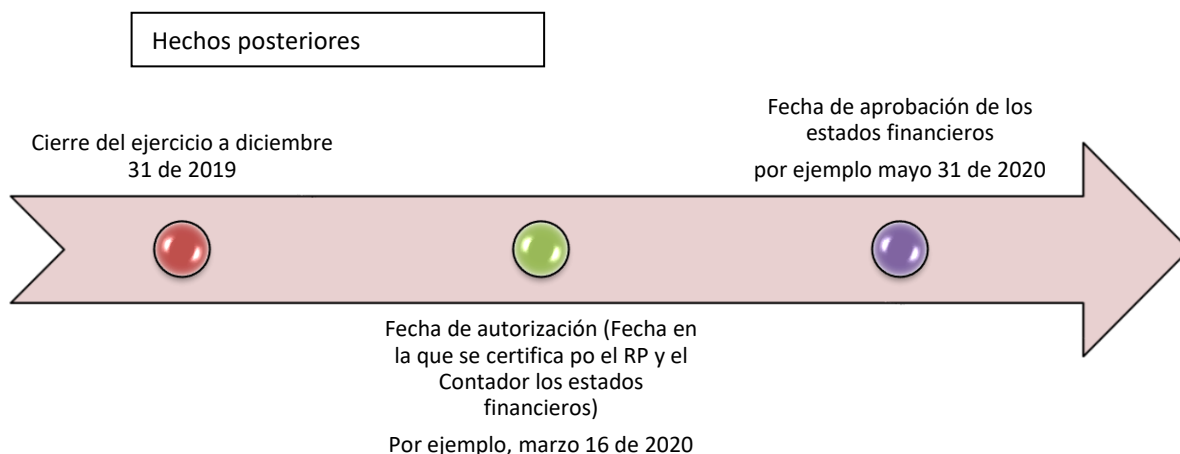 Hechos posteriores
Cierre del ejercicio a diciembre
31 de 2019
Fecha de autorización (Fecha en
la que se certifica po el RP y el
Contador los estados
financieros)
Por ejemplo, marzo 16 de 2020
Fecha de aprobación de los
estados financieros
por ejemplo mayo 31 de 2020